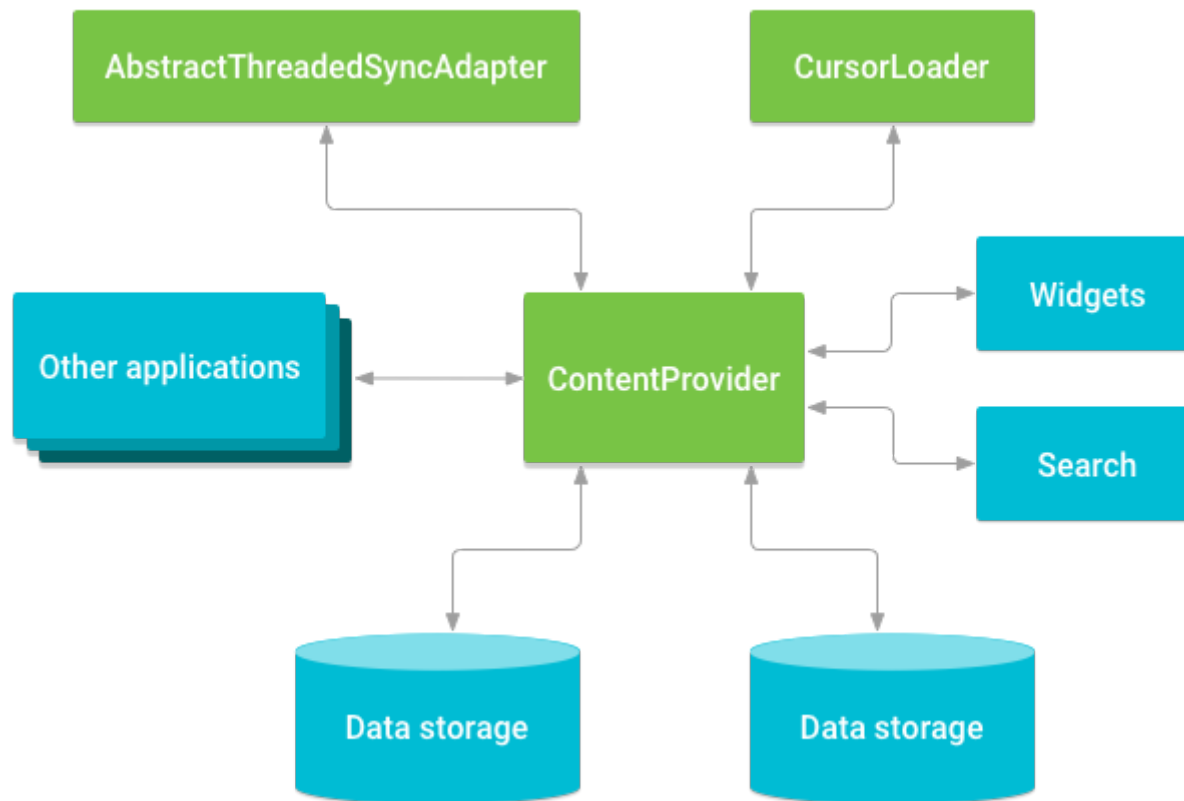 AbstractThreadedSyncAdapter
CursorLoader
Widgets
Other applications
ContentProvider
Search
Data storage
Data storage